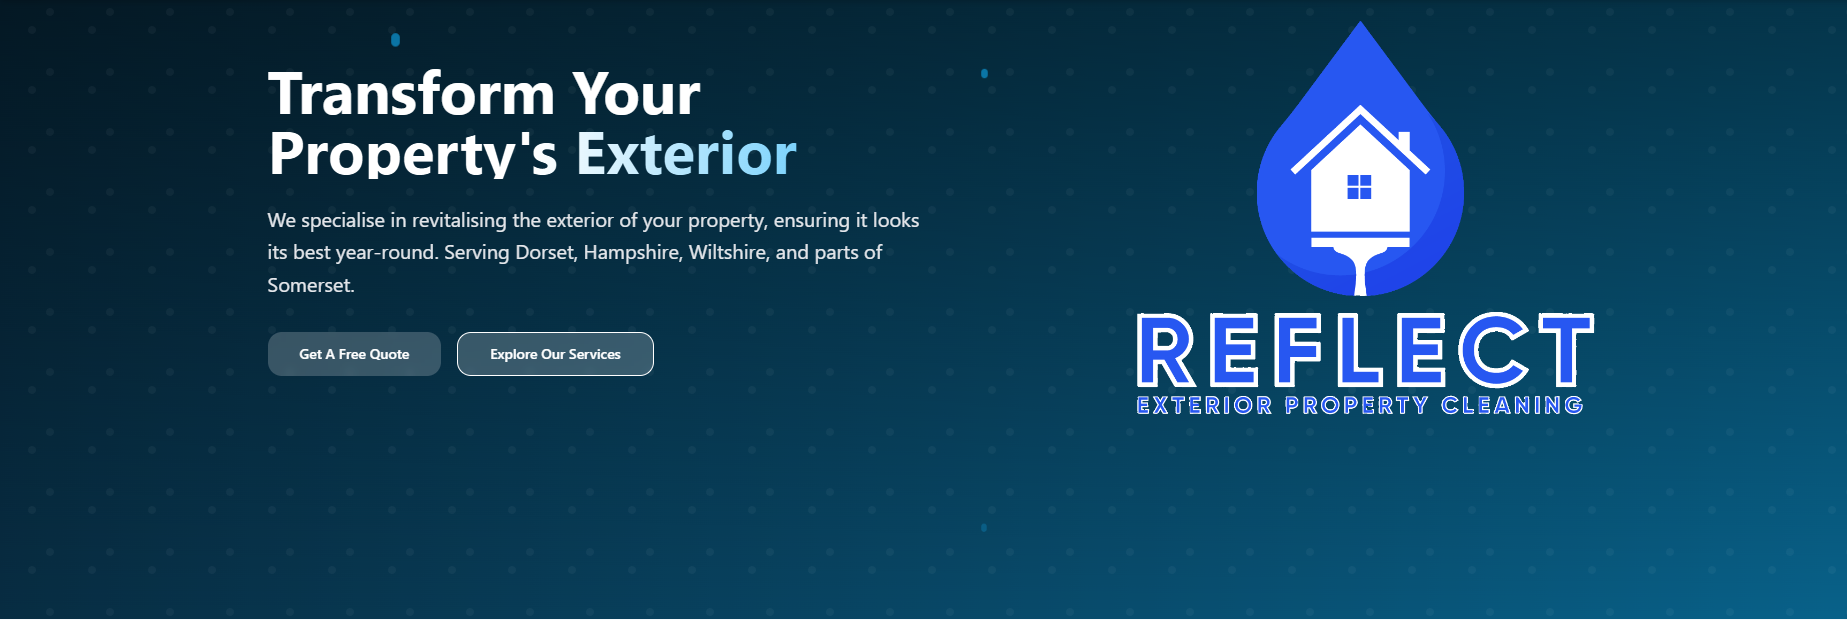 Transform Your
Property's Exterior
We specialise in revitalising the exterior of your property, ensuring it looks
its best year-round. Serving Dorset, Hampshire, Wiltshire, and parts of
Somerset.
Get A Free Quote
Explore Our Services
REFLECT
EXTERIOR PROPERTY CLEANING